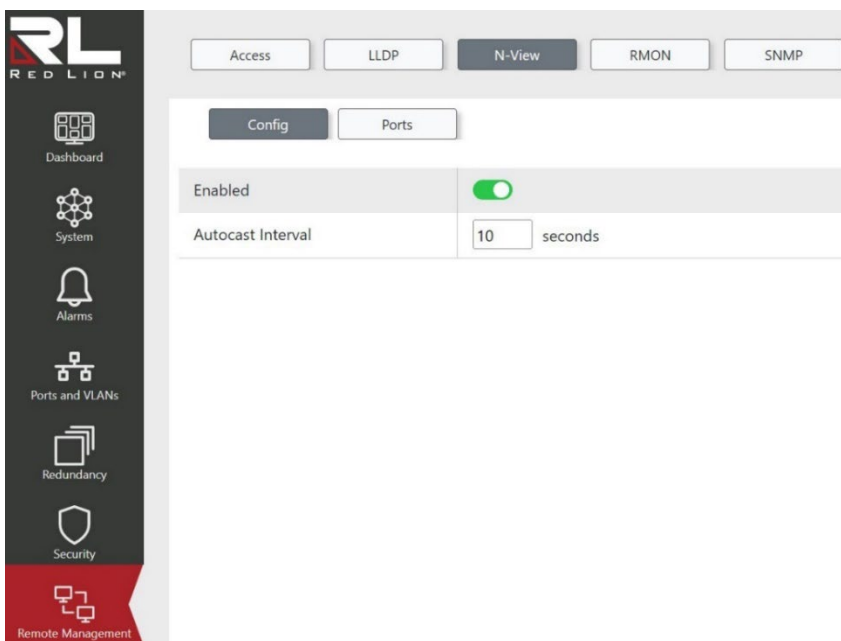 RL
RED LION®
Access LLDP N-View RMON SNMP
Config Ports
Enabled
Autocast Interval 10 seconds
Dashboard
System
Alarms
Ports and VLANs
Redundancy
Security
Remote Management